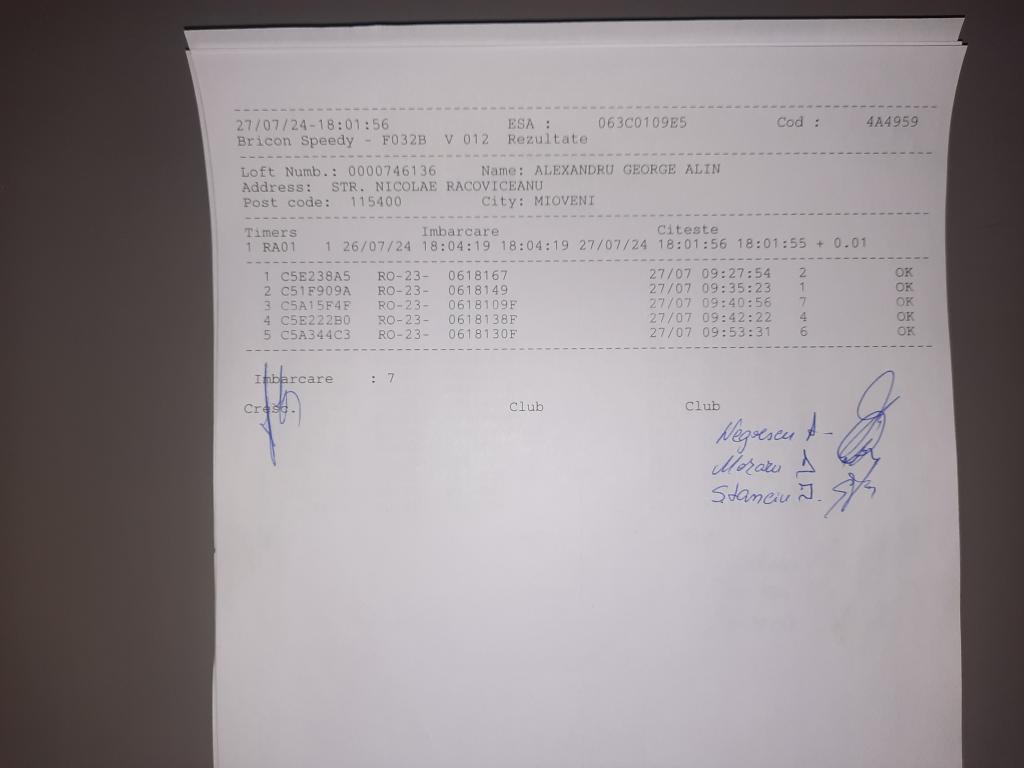 27/07/24-18:01:56 ESA : 063C0109E5 Cod : 4A4959
Bricon Speedy - F032B V 012 Rezultate
Loft Numb.: 0000746136 Name: ALEXANDRU GEORGE ALIN
Address: STR. NICOLAE RACOVICEANU
Post code: 115400 City: MIOVENI
Timers Imbarcare Citeste
1 RA01 1 26/07/24 18:04:19 18:04:19 27/07/24 18:01:56 18:01:55 + 0.01
1 C5E238A5 RO-23- 0618167 27/07 09:27:54 2 OK
2 C51F909A RO-23- 0618149 27/07 09:35:23 1 OK
3 C5A15F4F RO-23- 0618109F 27/07 09:40:56 7 OK
4 C5E222B0 RO-23- 0618138F 27/07 09:42:22 4 OK
5 C5A344C3 RO-23- 0618130F 27/07 09:53:31 6 OK
Imbarcare : 7
Cresc. Club Club
Negoescu A-
Moraru D
Stanciu I.